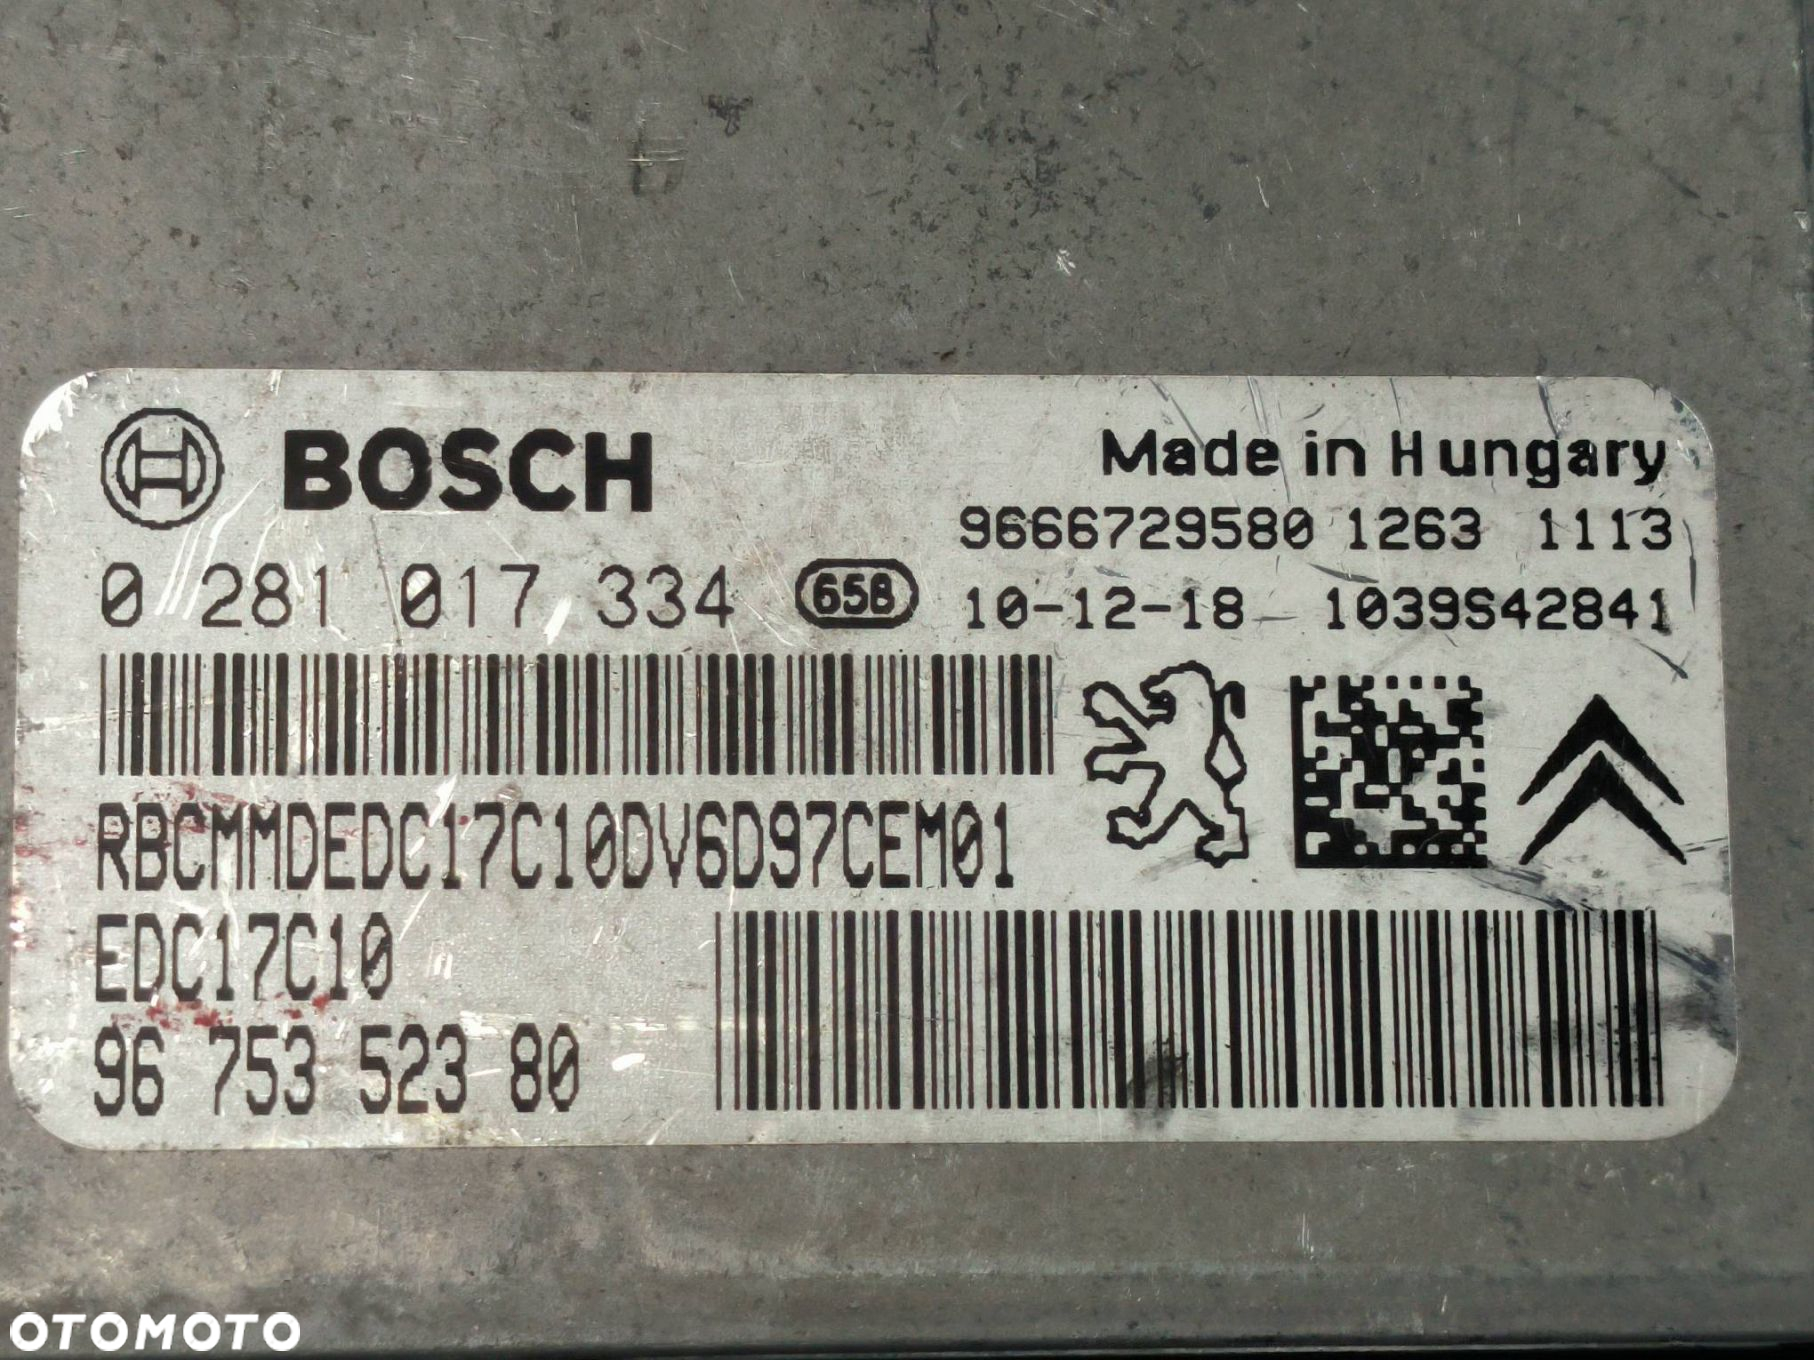 BOSCH
Made in Hungary
9666729580 1263 1113
0 281 017 334 658
10-12-18 1039S42841
RBCMMDEDC17C10DV6D97CEM01
EDC17C10
96 753 523 80
OTOMOTO